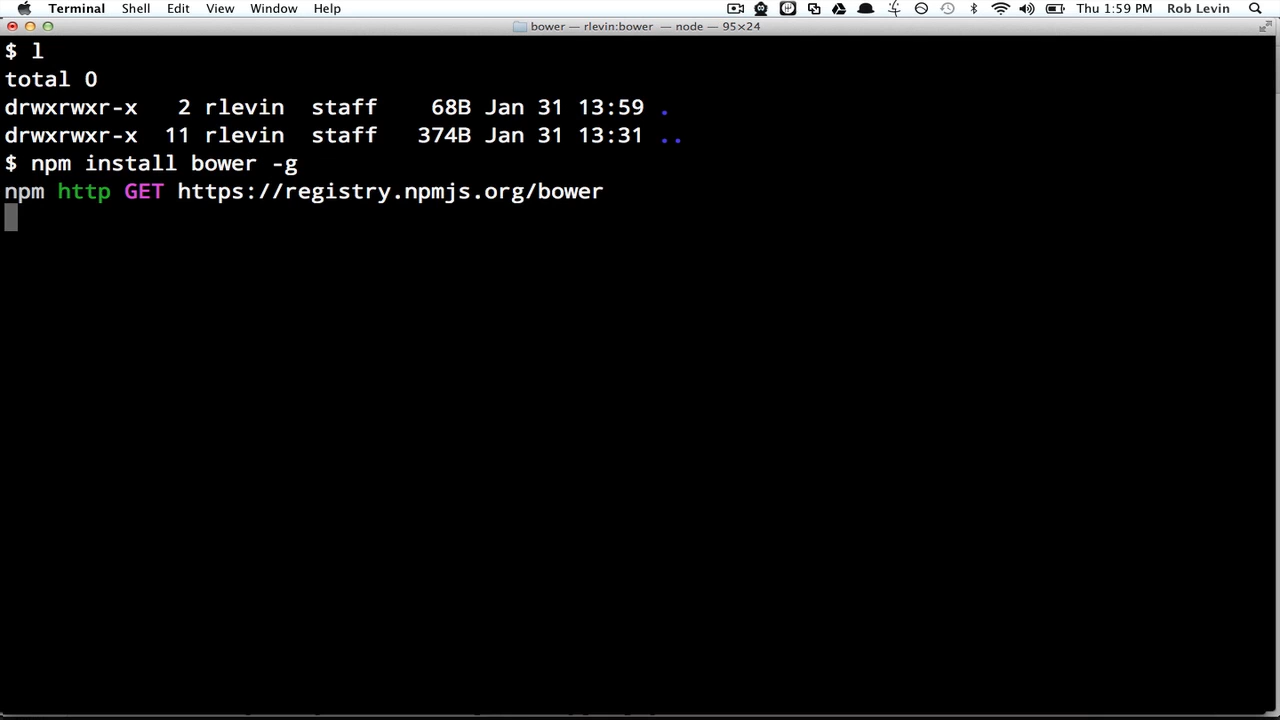 Terminal Shell Edit View Window Help Thu 1:59 PM Rob Levin
bower — rlevin:bower — node — 95×24
$ l
total 0
drwxrwxr-x   2 rlevin  staff    68B Jan 31 13:59 .
drwxrwxr-x  11 rlevin  staff   374B Jan 31 13:31 ..
$ npm install bower -g
npm http GET https://registry.npmjs.org/bower